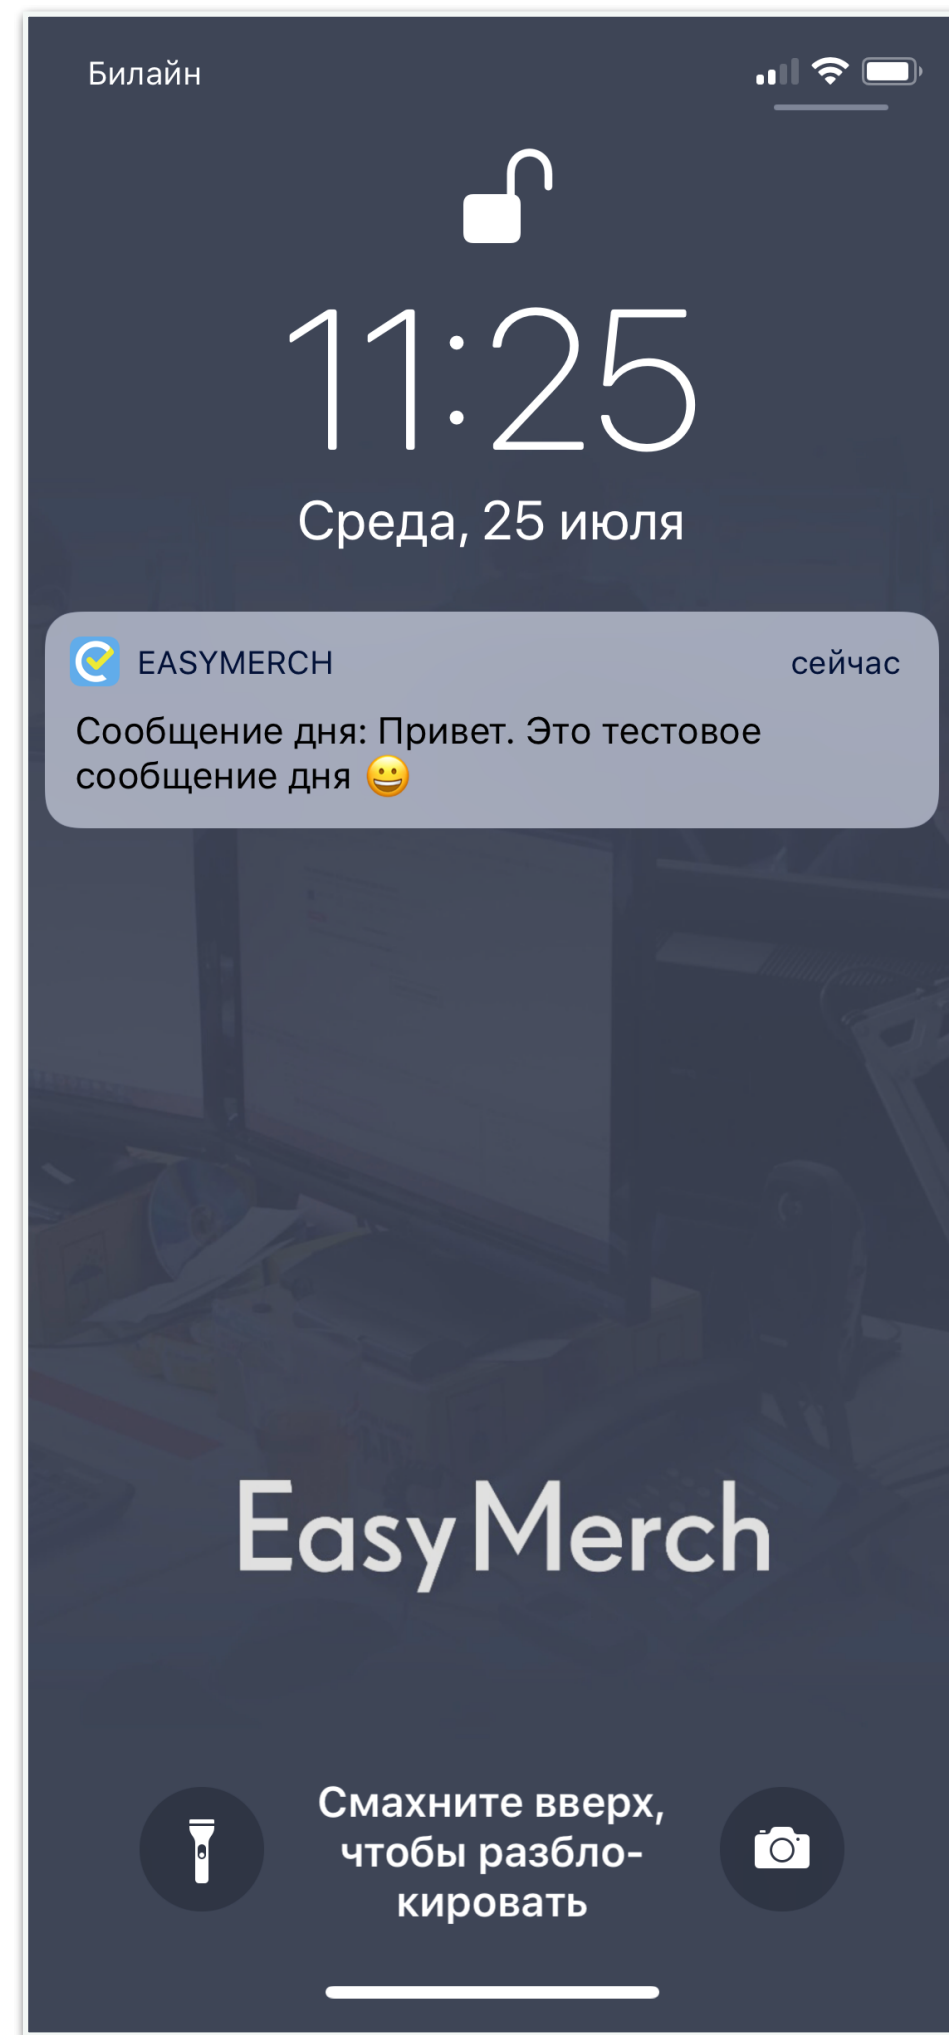 Билайн
11:25
Среда, 25 июля
EASYMERCH
сейчас
Сообщение дня: Привет. Это тестовое
сообщение дня 😀
EasyMerch
Смахните вверх,
чтобы разбло-
кировать